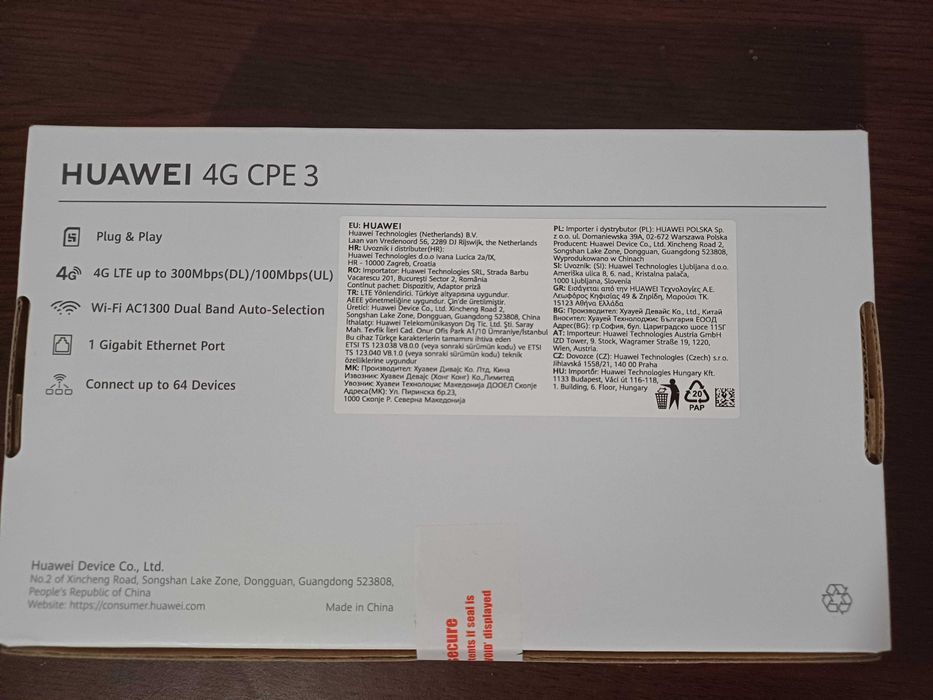 HUAWEI 4G CPE 3
Plug & Play
4G LTE up to 300Mbps(DL)/100Mbps(UL)
Wi-Fi AC1300 Dual Band Auto-Selection
1 Gigabit Ethernet Port
Connect up to 64 Devices
EU: HUAWEI
Huawei Technologies (Netherlands) B.V.
Laan van Vredenoord 56, 2289 DJ Rijswijk, the Netherlands
HR: Uvoznik i distributer(HR):
Huawei Technologies d.o.o Ivana Lucica 2a/IX,
HR - 10000 Zagreb, Croatia
RO: Importator: Huawei Technologies SRL, Strada Barbu
Vacarescu 201, Bucureşti Sector 2, România
Continut pachet: Dispozitiv, Adaptor priză
TR: LTE Yönlendirici. Türkiye altyapısına uygundur.
AEEE yönetmeliğine uygundur. Çin'de üretilmiştir.
Üretici: Huawei Device Co., Ltd. Xincheng Road 2,
Songshan Lake Zone, Dongguan, Guangdong 523808, China
İthalatçı: Huawei Telekomünikasyon Dış Tic. Ltd. Şti. Saray
Mah. Tevfik İleri Cad. Onur Ofis Park A1/10 Ümraniye/İstanbul
Bu cihaz Türkçe karakterlerin tamamını ihtiva eden
ETSI TS 123.038 V8.0.0 (veya sonraki sürümün kodu) ve ETSI
TS 123.040 V8.1.0 (veya sonraki sürümün kodu) teknik
özelliklerine uygundur
MK: Производител: Хуавеи Дивајс Ко. Лтд, Кина
Извозник: Хуавеи Девајс (Хонг Конг) Ко.,Лимитед
Увозник: Хуавеи Технолоџис Македонија ДООЕЛ Скопје
Адреса(МК): Ул. Пиринска бр.23,
1000 Скопје Р. Северна Македонија
PL: Importer i dystrybutor (PL): HUAWEI POLSKA Sp.
z o.o. ul. Domaniewska 39A, 02-672 Warszawa Polska
Producent: Huawei Device Co., Ltd. Xincheng Road 2,
Songshan Lake Zone, Dongguan, Guangdong 523808,
Wyprodukowano w Chinach
SI: Uvoznik (SI): Huawei Technologies Ljubljana d.o.o.
Ameriška ulica 8, 6. nad., Kristalna palača,
1000 Ljubljana, Slovenia
GR: Εισάγεται από την HUAWEI Τεχνολογίες Α.Ε.
Λεωφόρος Κηφισίας 49 & Ζηρίδη, Μαρούσι ΤΚ.
15123 Αθήνα Ελλάδα
BG: Производител: Хуауей Девайс Ко., Ltd., Китай
Вносител: Хуауей Технолоджис България ЕООД
Адрес(BG): гр.София, бул. Цариградско шосе 115Г
AT: Importeur: Huawei Technologies Austria GmbH
IZD Tower, 9. Stock, Wagramer Straße 19, 1220,
Wien, Austria
CZ: Dovozce (CZ): Huawei Technologies (Czech) s.r.o.
Jihlavská 1558/21, 140 00 Praha
HU: Importőr: Huawei Technologies Hungary Kft.
1133 Budapest, Váci út 116-118,
1. Building, 6. Floor, Hungary
20
PAP
Huawei Device Co., Ltd.
No.2 of Xincheng Road, Songshan Lake Zone, Dongguan, Guangdong 523808,
People's Republic of China
Website: https://consumer.huawei.com
Made in China
ecure
ents if seal is
VOID' displayed